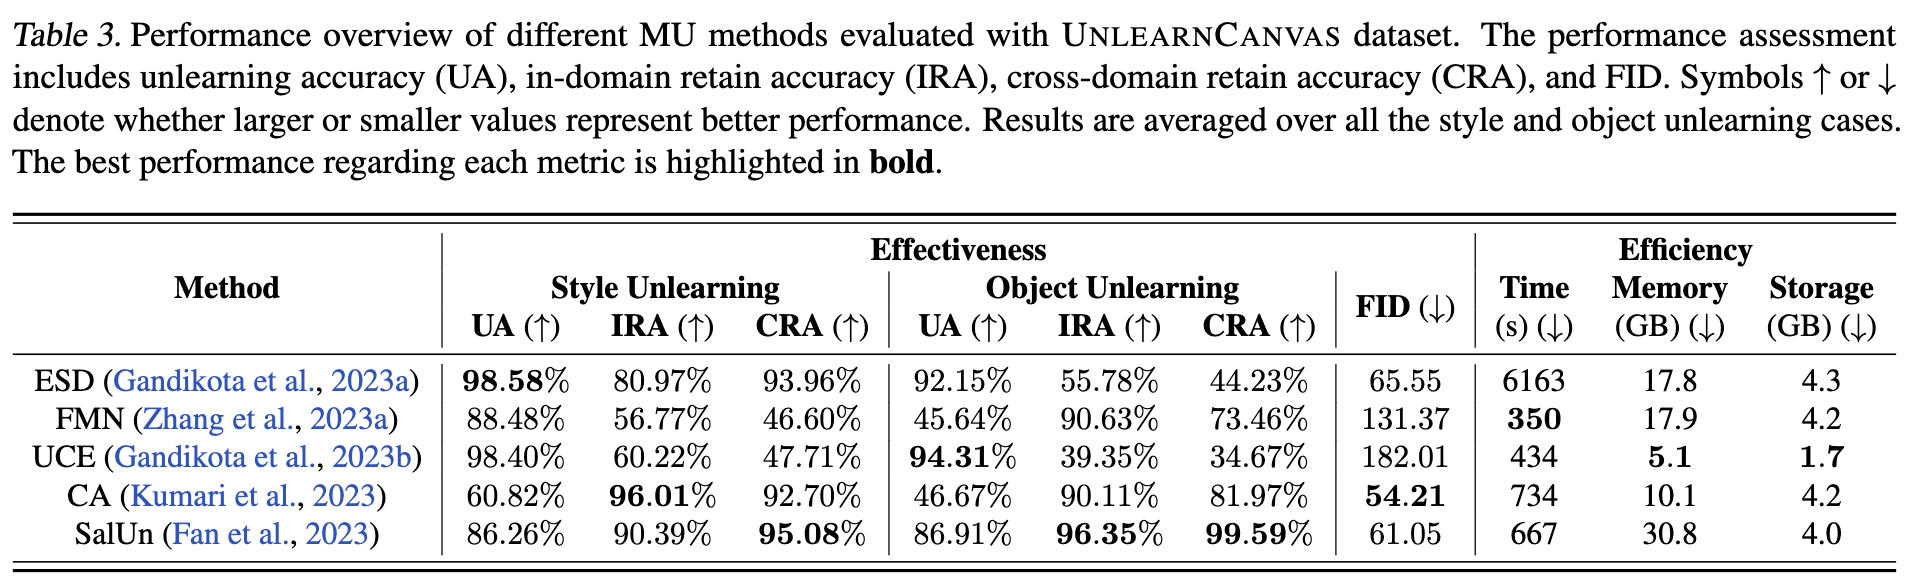 Table 3. Performance overview of different MU methods evaluated with UNLEARNCANVAS dataset. The performance assessment
includes unlearning accuracy (UA), in-domain retain accuracy (IRA), cross-domain retain accuracy (CRA), and FID. Symbols ↑ or ↓
denote whether larger or smaller values represent better performance. Results are averaged over all the style and object unlearning cases.
The best performance regarding each metric is highlighted in bold.
Effectiveness Efficiency
Method Style Unlearning Object Unlearning FID (↓) Time Memory Storage
UA (↑) IRA (↑) CRA (↑) UA (↑) IRA (↑) CRA (↑) (s) (↓) (GB) (↓) (GB) (↓)
ESD (Gandikota et al., 2023a) 98.58% 80.97% 93.96% 92.15% 55.78% 44.23% 65.55 6163 17.8 4.3
FMN (Zhang et al., 2023a) 88.48% 56.77% 46.60% 45.64% 90.63% 73.46% 131.37 350 17.9 4.2
UCE (Gandikota et al., 2023b) 98.40% 60.22% 47.71% 94.31% 39.35% 34.67% 182.01 434 5.1 1.7
CA (Kumari et al., 2023) 60.82% 96.01% 92.70% 46.67% 90.11% 81.97% 54.21 734 10.1 4.2
SalUn (Fan et al., 2023) 86.26% 90.39% 95.08% 86.91% 96.35% 99.59% 61.05 667 30.8 4.0